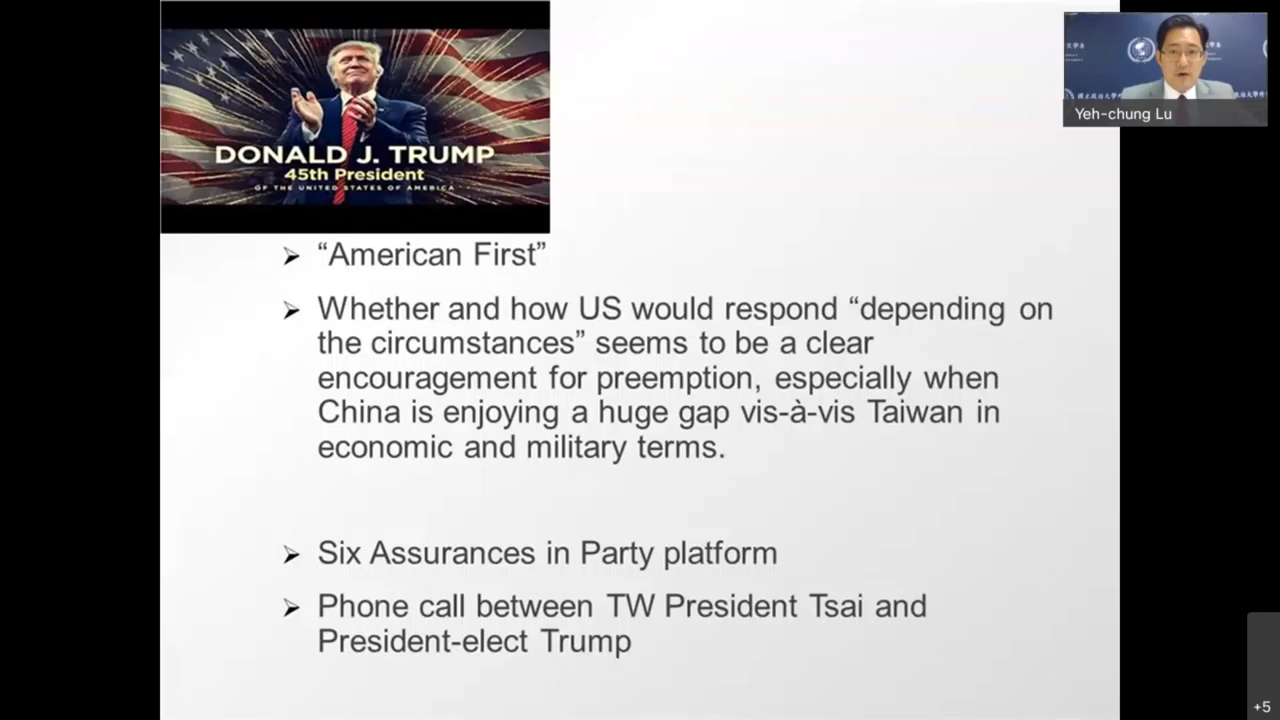 DONALD J. TRUMP
45th President
OF THE UNITED STATES OF AMERICA
Yeh-chung Lu
“American First”
Whether and how US would respond “depending on
the circumstances” seems to be a clear
encouragement for preemption, especially when
China is enjoying a huge gap vis-à-vis Taiwan in
economic and military terms.
Six Assurances in Party platform
Phone call between TW President Tsai and
President-elect Trump
+5